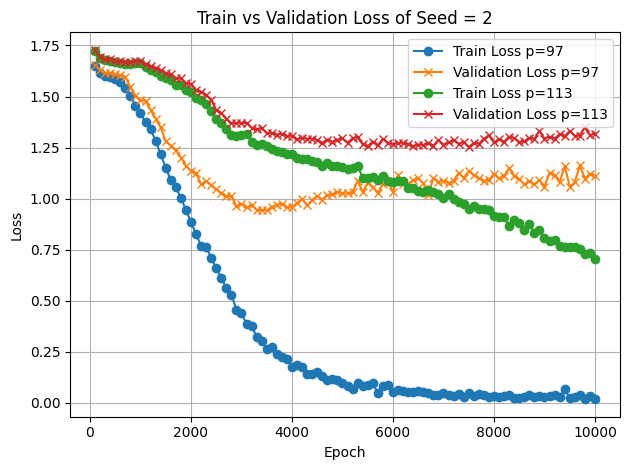 Train vs Validation Loss of Seed = 2
Train Loss p=97
Validation Loss p=97
Train Loss p=113
Validation Loss p=113
1.75
1.50
1.25
1.00
0.75
0.50
0.25
0.00
Loss
0 2000 4000 6000 8000 10000
Epoch